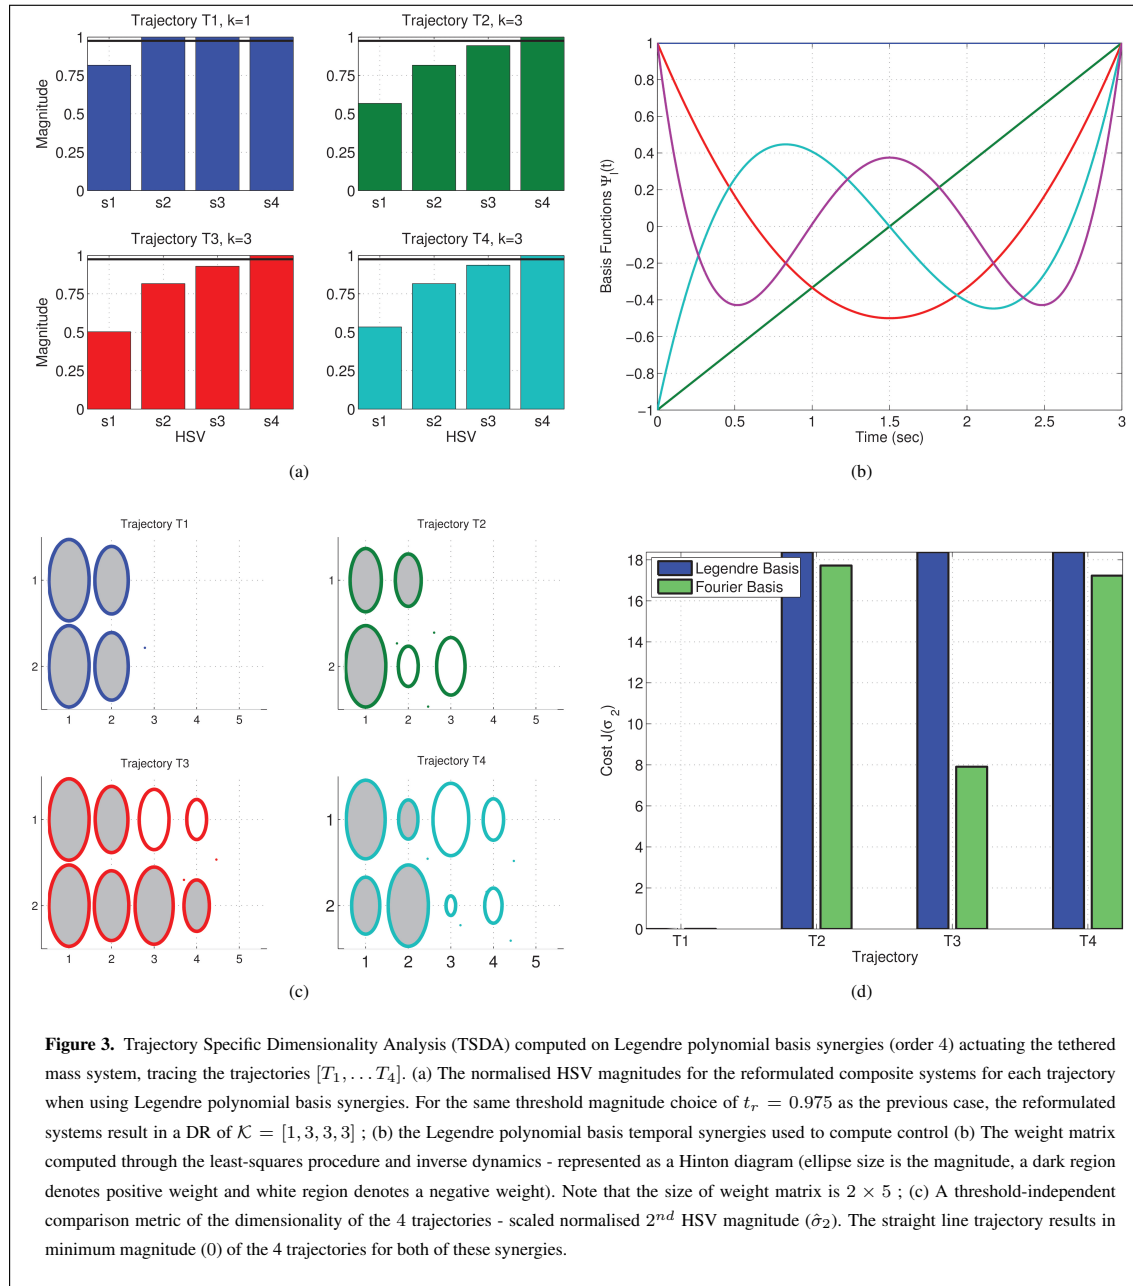 Trajectory T1, k=1
Magnitude
1
0.75
0.5
0.25
0
s1 s2 s3 s4
Trajectory T2, k=3
1
0.75
0.5
0.25
0
s1 s2 s3 s4
Trajectory T3, k=3
Magnitude
1
0.75
0.5
0.25
0
s1 s2 s3 s4
HSV
Trajectory T4, k=3
1
0.75
0.5
0.25
0
s1 s2 s3 s4
HSV
(a)
Basis Functions Ψl(t)
1
0.8
0.6
0.4
0.2
0
−0.2
−0.4
−0.6
−0.8
−1
0 0.5 1 1.5 2 2.5 3
Time (sec)
(b)
Trajectory T1
1
2
1 2 3 4 5
Trajectory T2
1
2
1 2 3 4 5
Trajectory T3
1
2
1 2 3 4 5
Trajectory T4
1
2
1 2 3 4 5
(c)
Legendre Basis
Fourier Basis
Cost J(σ 2)
18
16
14
12
10
8
6
4
2
0
T1 T2 T3 T4
Trajectory
(d)
Figure 3. Trajectory Specific Dimensionality Analysis (TSDA) computed on Legendre polynomial basis synergies (order 4) actuating the tethered
mass system, tracing the trajectories [T1, . . . T4]. (a) The normalised HSV magnitudes for the reformulated composite systems for each trajectory
when using Legendre polynomial basis synergies. For the same threshold magnitude choice of tr = 0.975 as the previous case, the reformulated
systems result in a DR of K = [1, 3, 3, 3] ; (b) the Legendre polynomial basis temporal synergies used to compute control (b) The weight matrix
computed through the least-squares procedure and inverse dynamics - represented as a Hinton diagram (ellipse size is the magnitude, a dark region
denotes positive weight and white region denotes a negative weight). Note that the size of weight matrix is 2 × 5 ; (c) A threshold-independent
comparison metric of the dimensionality of the 4 trajectories - scaled normalised 2nd HSV magnitude (σ̂2). The straight line trajectory results in
minimum magnitude (0) of the 4 trajectories for both of these synergies.